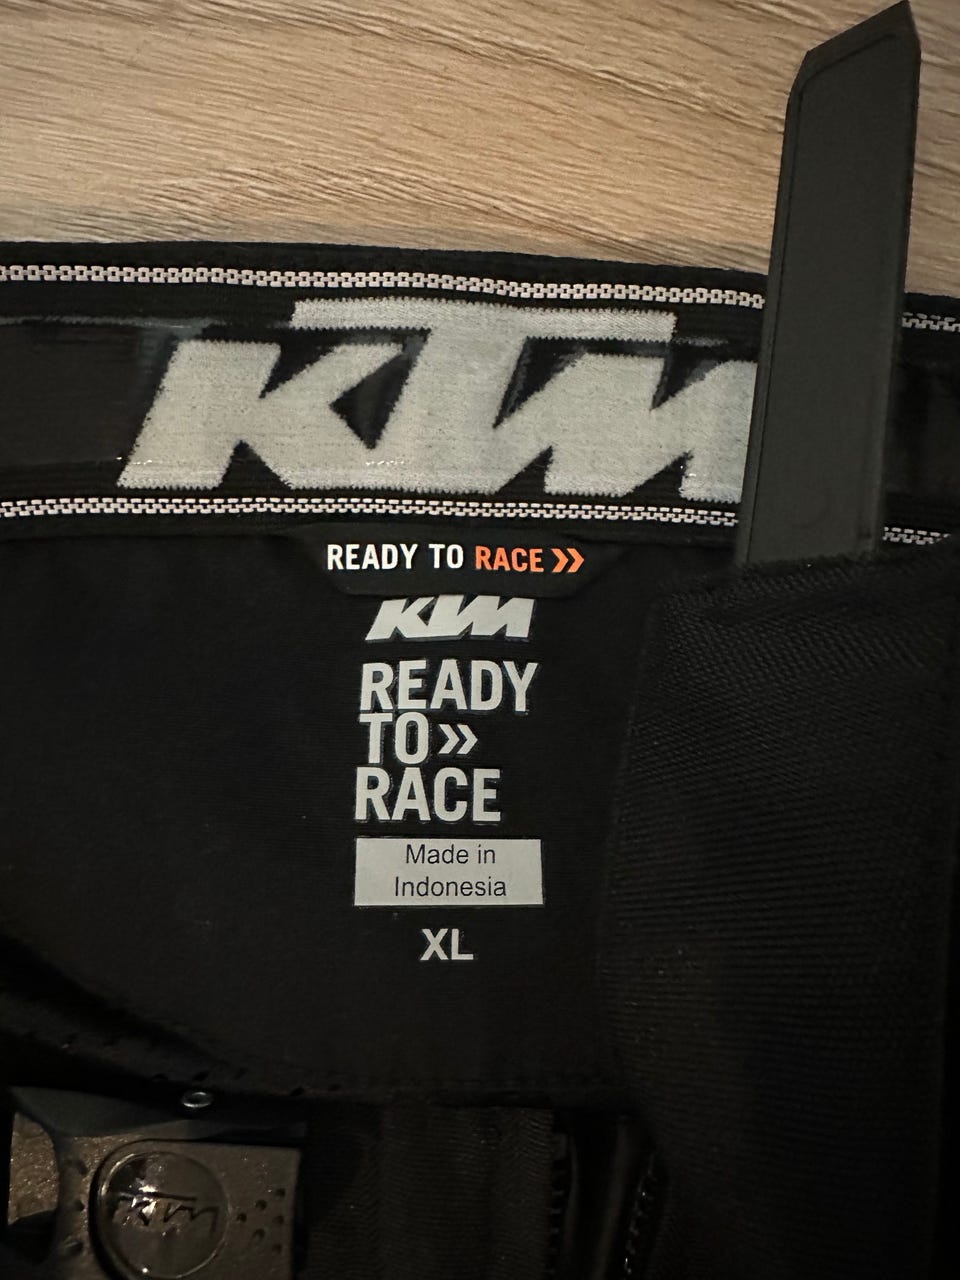 KTM
READY TO RACE »
KTM
READY
TO »
RACE
Made in
Indonesia
XL
KTM